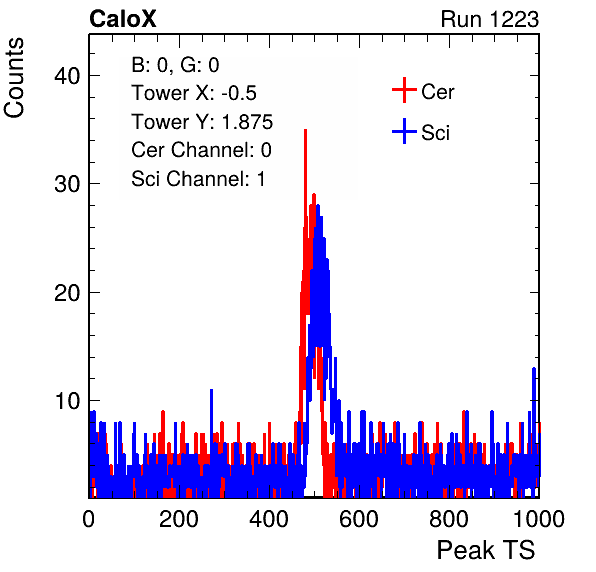 CaloX Run 1223
Counts
B: 0, G: 0
Tower X: -0.5
Tower Y: 1.875
Cer Channel: 0
Sci Channel: 1
Cer
Sci
40
30
20
10
0 200 400 600 800 1000
Peak TS